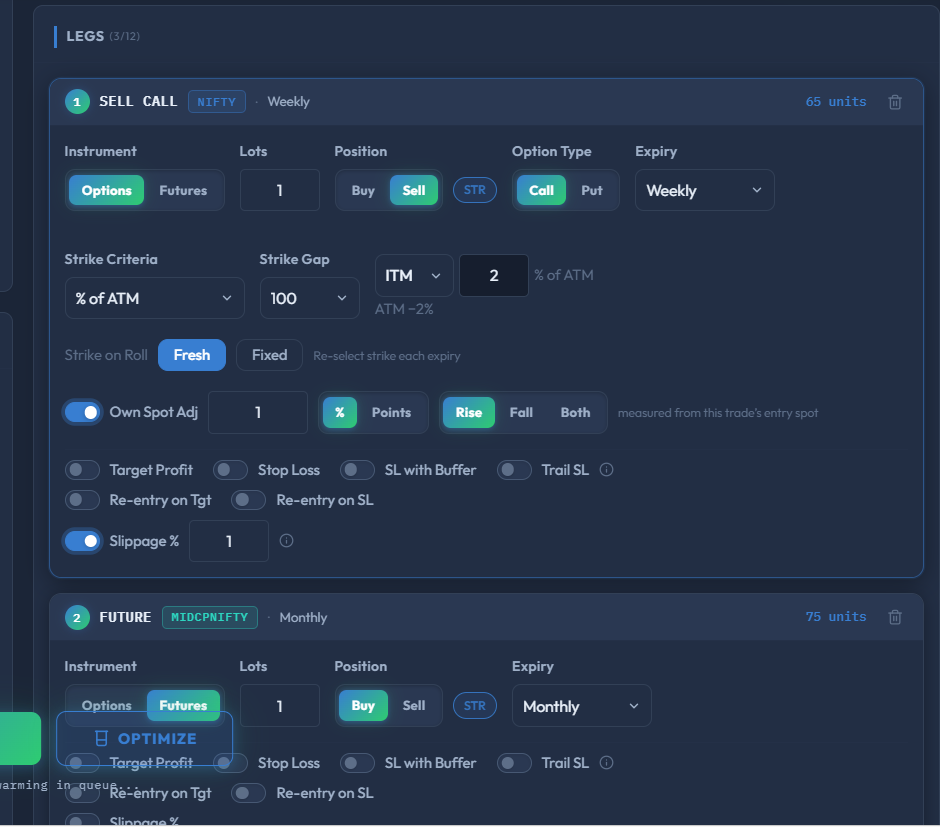 LEGS (3/12)
1 SELL CALL NIFTY · Weekly 65 units
Instrument Lots Position Option Type Expiry
Options Futures 1 Buy Sell STR Call Put Weekly
Strike Criteria Strike Gap
% of ATM 100 ITM 2 % of ATM
ATM −2%
Strike on Roll Fresh Fixed Re-select strike each expiry
Own Spot Adj 1 % Points Rise Fall Both measured from this trade's entry spot
Target Profit Stop Loss SL with Buffer Trail SL
Re-entry on Tgt Re-entry on SL
Slippage % 1
2 FUTURE MIDCPNIFTY · Monthly 75 units
Instrument Lots Position Expiry
Options Futures 1 Buy Sell STR Monthly
OPTIMIZE
Target Profit Stop Loss SL with Buffer Trail SL
warming in queue...
Re-entry on Tgt Re-entry on SL
Slippage %